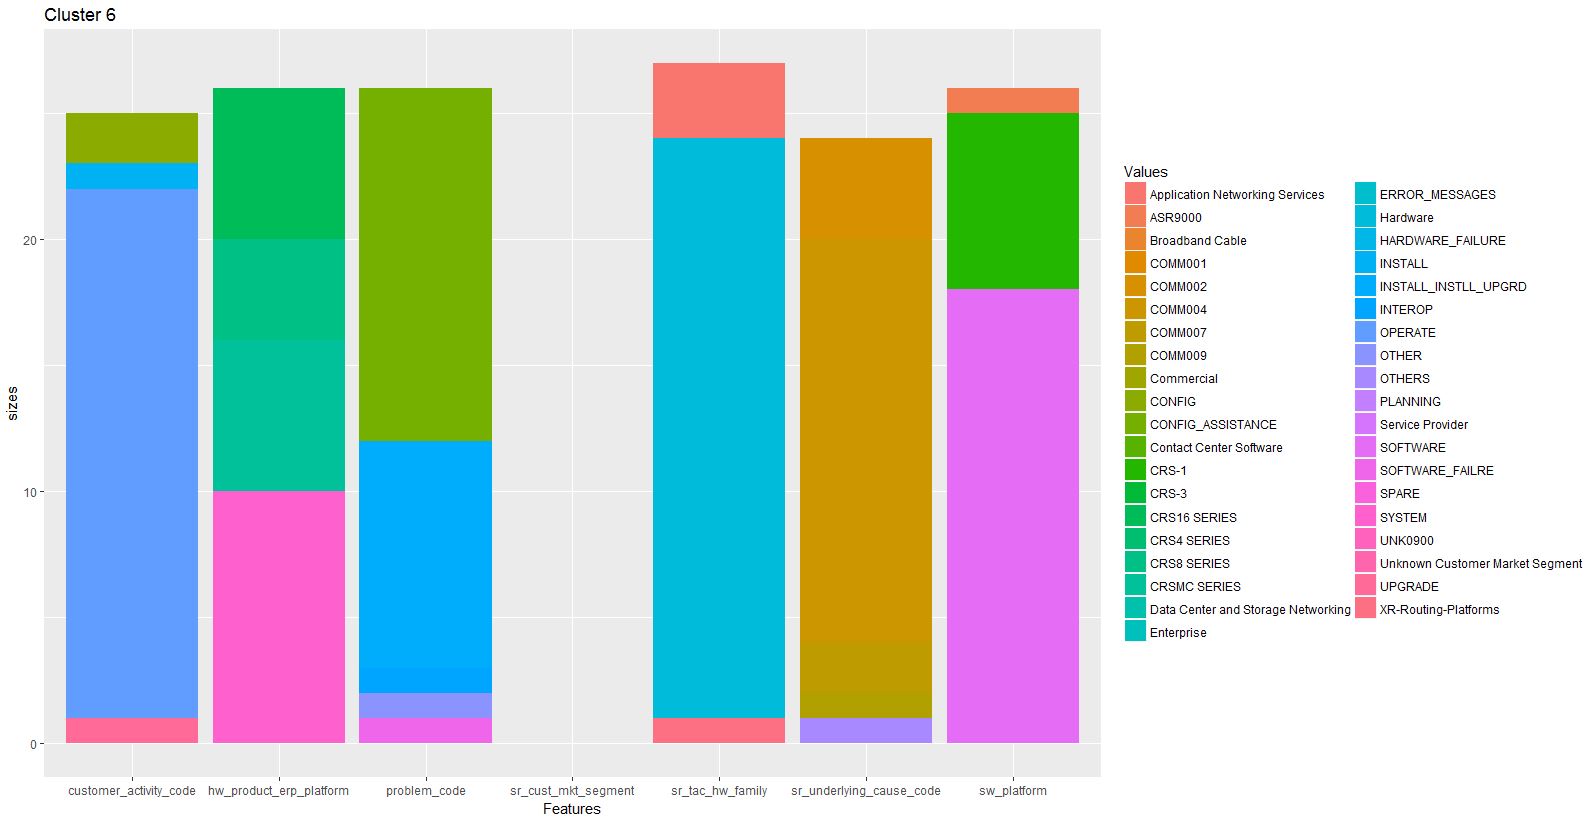 Cluster 6
sizes
20
10
0
customer_activity_code
hw_product_erp_platform
problem_code
sr_cust_mkt_segment
sr_tac_hw_family
sr_underlying_cause_code
sw_platform
Features
Values
Application Networking Services
ASR9000
Broadband Cable
COMM001
COMM002
COMM004
COMM007
COMM009
Commercial
CONFIG
CONFIG_ASSISTANCE
Contact Center Software
CRS-1
CRS-3
CRS16 SERIES
CRS4 SERIES
CRS8 SERIES
CRSMC SERIES
Data Center and Storage Networking
Enterprise
ERROR_MESSAGES
Hardware
HARDWARE_FAILURE
INSTALL
INSTALL_INSTLL_UPGRD
INTEROP
OPERATE
OTHER
OTHERS
PLANNING
Service Provider
SOFTWARE
SOFTWARE_FAILRE
SPARE
SYSTEM
UNK0900
Unknown Customer Market Segment
UPGRADE
XR-Routing-Platforms